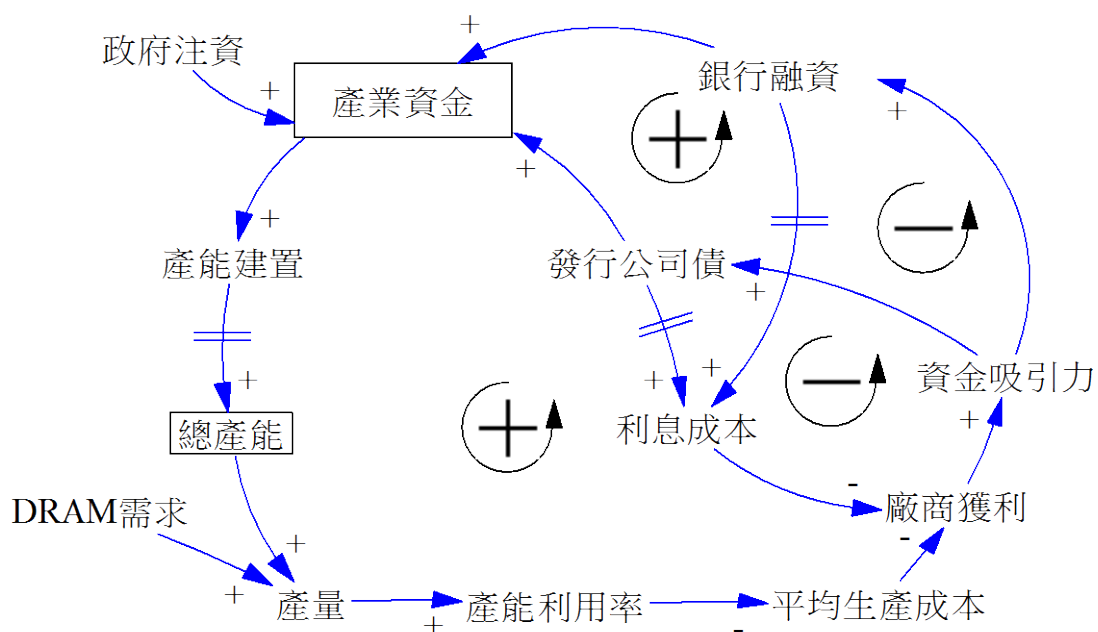 政府注資
+
+
產業資金
銀行融資
+
+
+
+
+
產能建置
發行公司債
—
+
+
+
+
+
—
資金吸引力
+
總產能
+
利息成本
-
廠商獲利
DRAM需求
+
-
+
產量
+
產能利用率
-
平均生產成本